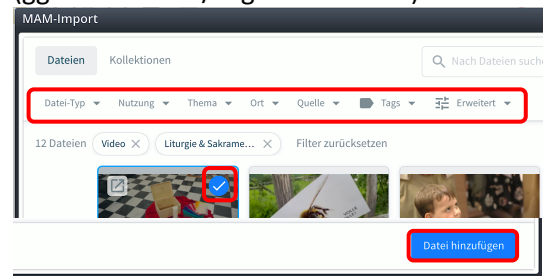 MAM-Import
Dateien Kollektionen Nach Dateien suche
Datei-Typ Nutzung Thema Ort Quelle Tags Erweitert
12 Dateien Video Liturgie & Sakrame... Filter zurücksetzen
Datei hinzufügen